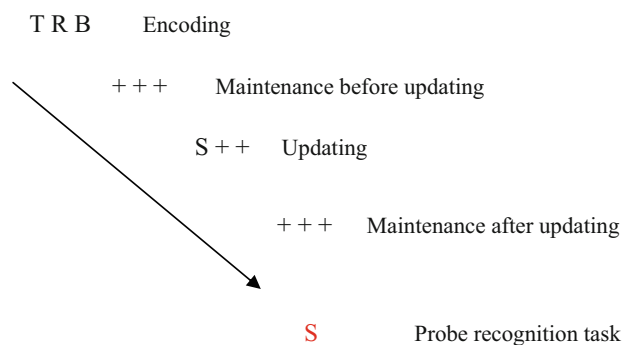 T R B Encoding
+ + + Maintenance before updating
S + + Updating
+ + + Maintenance after updating
S Probe recognition task